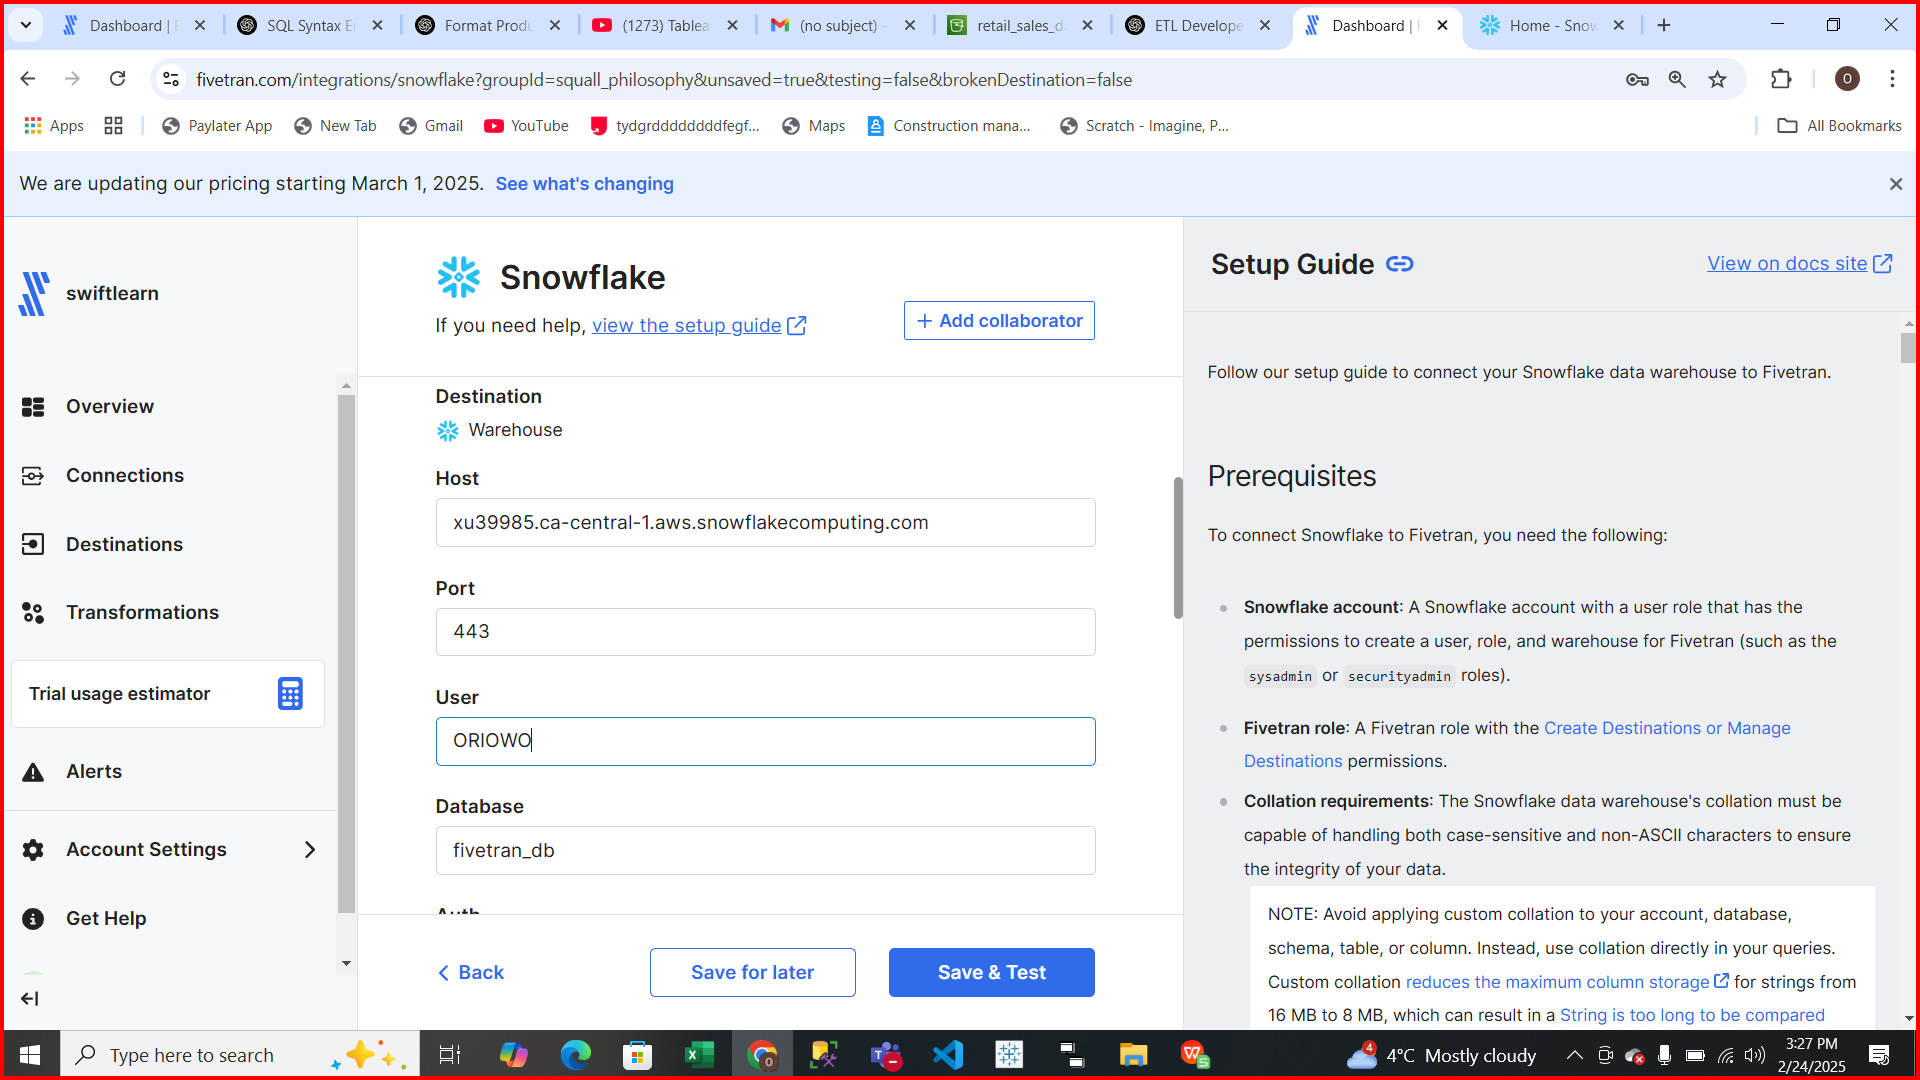 Dashboard | F
SQL Syntax Er
Format Produ
(1273) Tablea
(no subject) -
retail_sales_da
ETL Develope
Dashboard | F
Home - Snow
fivetran.com/integrations/snowflake?groupId=squall_philosophy&unsaved=true&testing=false&brokenDestination=false
O
Apps
Paylater App
New Tab
Gmail
YouTube
tydgrdddddddfegf...
Maps
Construction mana...
Scratch - Imagine, P...
All Bookmarks
We are updating our pricing starting March 1, 2025. See what's changing
swiftlearn
Overview
Connections
Destinations
Transformations
Trial usage estimator
Alerts
Account Settings
Get Help
Snowflake
If you need help, view the setup guide
+ Add collaborator
Destination
Warehouse
Host
xu39985.ca-central-1.aws.snowflakecomputing.com
Port
443
User
ORIOWO
Database
fivetran_db
Auth
Back
Save for later
Save & Test
Setup Guide
View on docs site
Follow our setup guide to connect your Snowflake data warehouse to Fivetran.
Prerequisites
To connect Snowflake to Fivetran, you need the following:
Snowflake account: A Snowflake account with a user role that has the
permissions to create a user, role, and warehouse for Fivetran (such as the
sysadmin or securityadmin roles).
Fivetran role: A Fivetran role with the Create Destinations or Manage
Destinations permissions.
Collation requirements: The Snowflake data warehouse's collation must be
capable of handling both case-sensitive and non-ASCII characters to ensure
the integrity of your data.
NOTE: Avoid applying custom collation to your account, database,
schema, table, or column. Instead, use collation directly in your queries.
Custom collation reduces the maximum column storage for strings from
16 MB to 8 MB, which can result in a String is too long to be compared
Type here to search
4
4°C Mostly cloudy
3:27 PM
2/24/2025